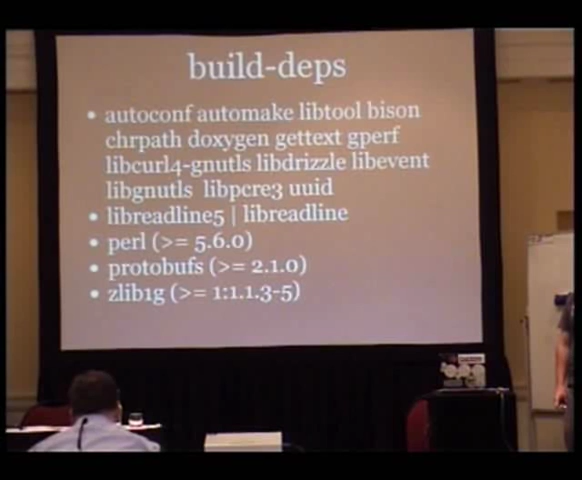 build-deps
• autoconf automake libtool bison
chrpath doxygen gettext gperf
libcurl4-gnutls libdrizzle libevent
libgnutls libpcre3 uuid
• libreadline5 | libreadline
• perl (>= 5.6.0)
• protobufs (>= 2.1.0)
• zlib1g (>= 1:1.1.3-5)